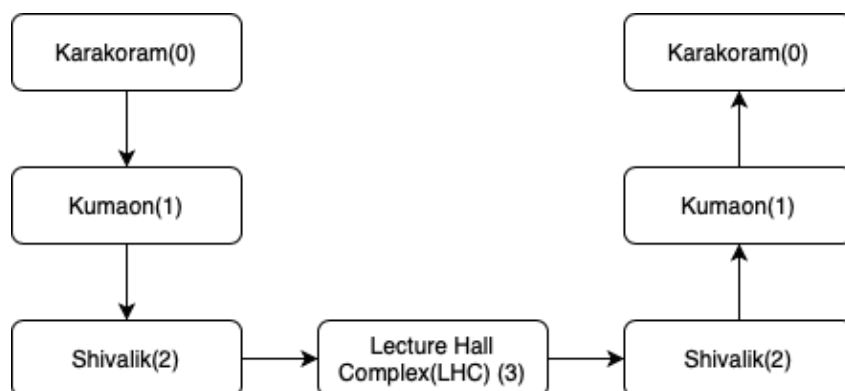 Karakoram(0)
Karakoram(0)
Kumaon(1)
Kumaon(1)
Shivalik(2)
Lecture Hall
Complex(LHC) (3)
Shivalik(2)